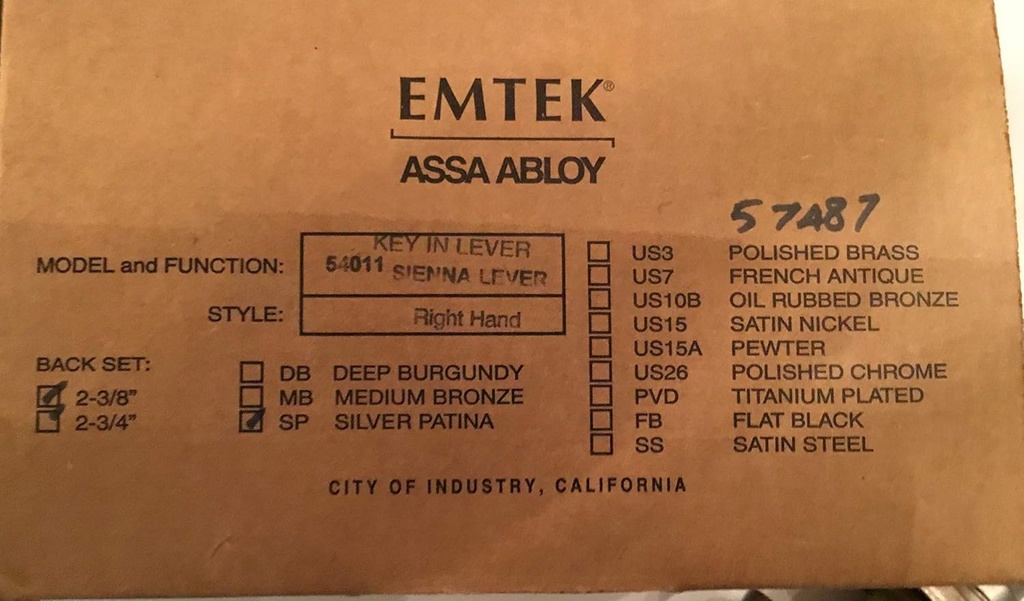 EMTEK®
ASSA ABLOY
57487
MODEL and FUNCTION:
KEY IN LEVER
54011 SIENNA LEVER
STYLE:
Right Hand
BACK SET:
2-3/8”
2-3/4”
DB DEEP BURGUNDY
MB MEDIUM BRONZE
SP SILVER PATINA
US3 POLISHED BRASS
US7 FRENCH ANTIQUE
US10B OIL RUBBED BRONZE
US15 SATIN NICKEL
US15A PEWTER
US26 POLISHED CHROME
PVD TITANIUM PLATED
FB FLAT BLACK
SS SATIN STEEL
CITY OF INDUSTRY, CALIFORNIA